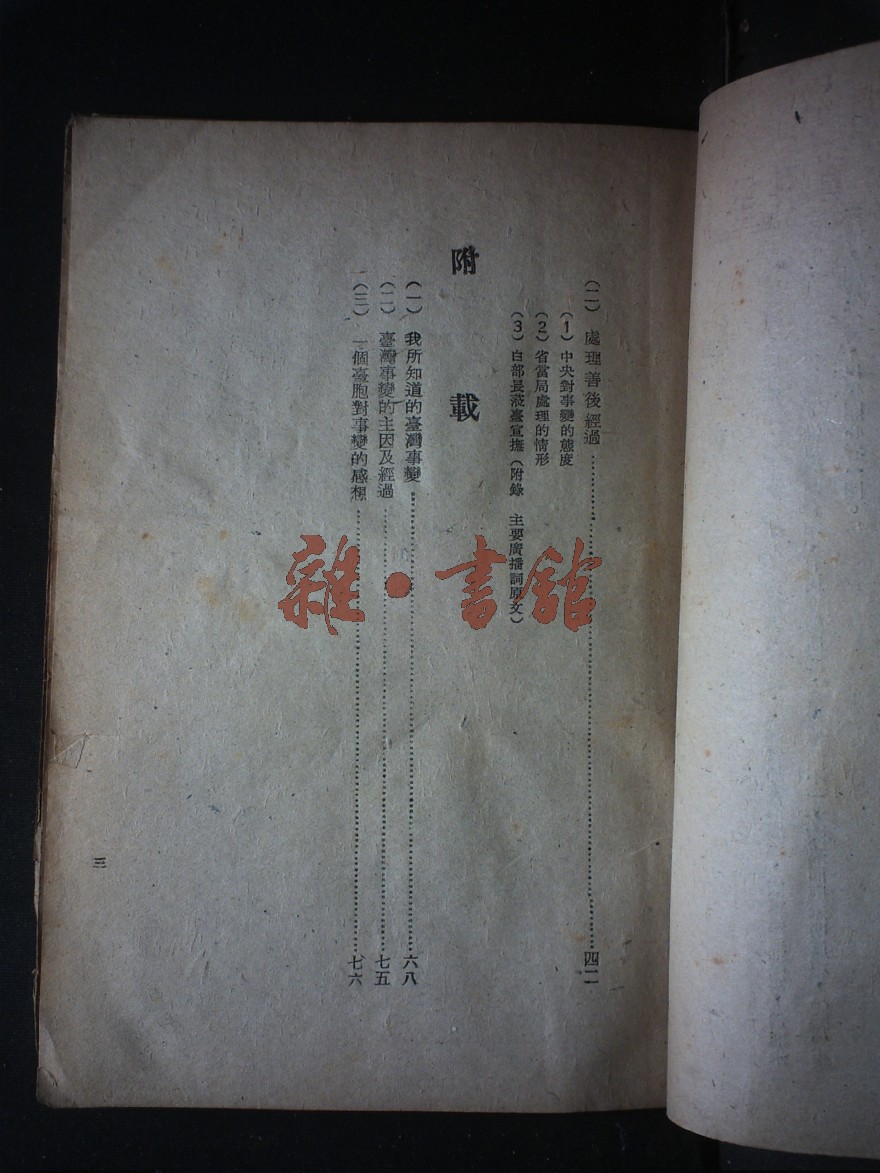 （二）處理善後經過……四二
（1）中央對事變的態度
（2）省當局處理的情形
（3）白部長蒞臺宣撫（附錄　主要廣播詞原文）
附　載
（一）我所知道的臺灣事變……六八
（二）臺灣事變的主因及經過……七五
（三）一個臺胞對事變的感想……七六
三
雜·書館